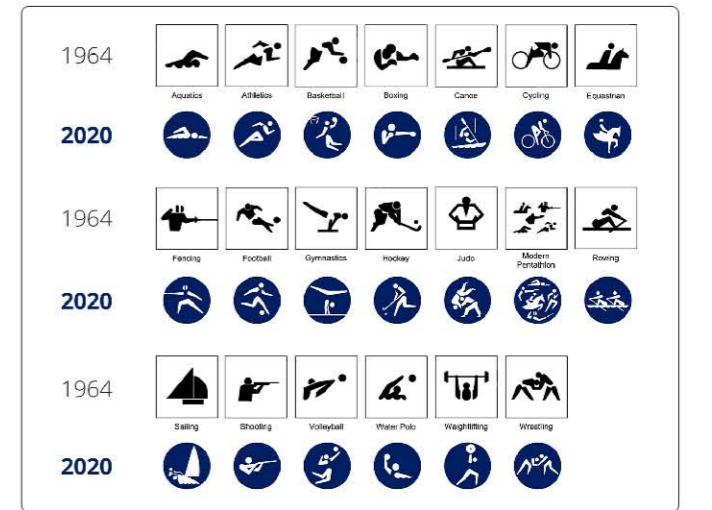 1964
Aquatics Athletics Basketball Boxing Canoe Cycling Equestrian
2020
1964
Fencing Football Gymnastics Hockey Judo Modern Pentathlon Rowing
2020
1964
Sailing Shooting Volleyball Water Polo Weightlifting Wrestling
2020